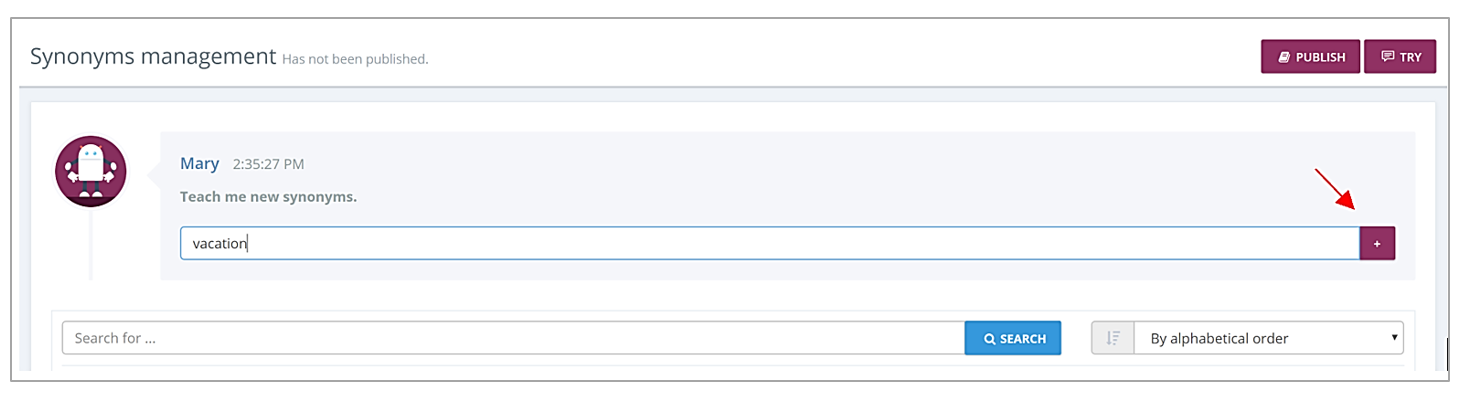 Synonyms management Has not been published.
PUBLISH
TRY
Mary 2:35:27 PM
Teach me new synonyms.
vacation
+
Search for ...
SEARCH
By alphabetical order